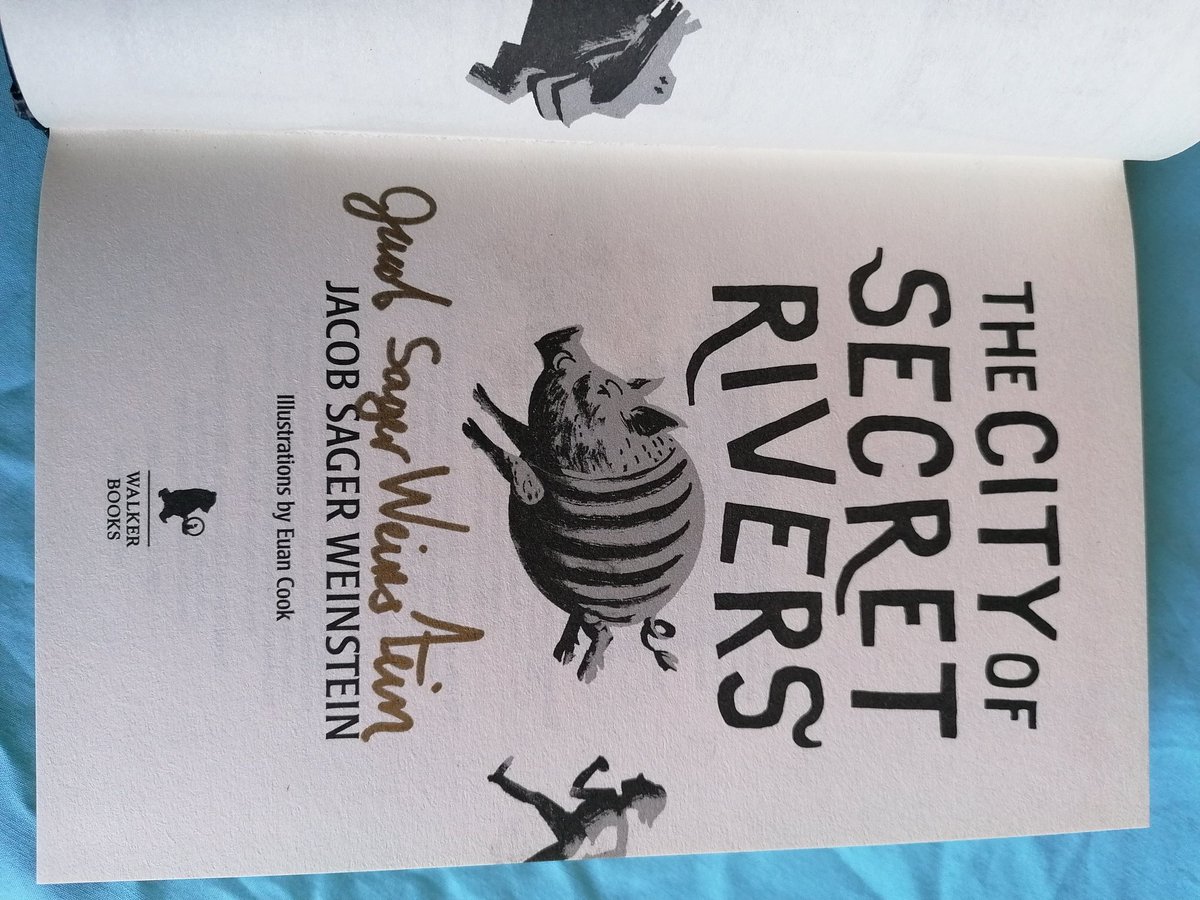 THE CITY OF
SECRET
RIVERS
Jacob Sager Weinstein
JACOB SAGER WEINSTEIN
Illustrations by Euan Cook
WALKER
BOOKS